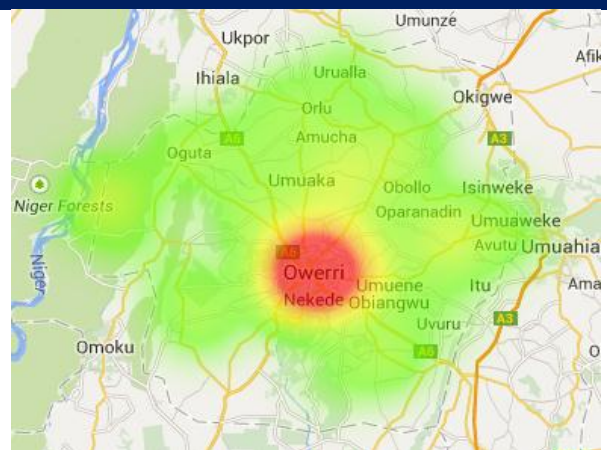 Umunze
Ukpor
Afik
Urualla
Ihiala
Okigwe
Orlu
A6
Amucha
A3
Oguta
Umuaka
Obollo
Isinweke
Niger Forests
Oparanadin
Umuaweke
A6
Avutu
Umuahia
Owerri
Niger
Umuene
Itu
Ama
Nekede
Obiangwu
Uvuru
A3
Omoku
A6
O